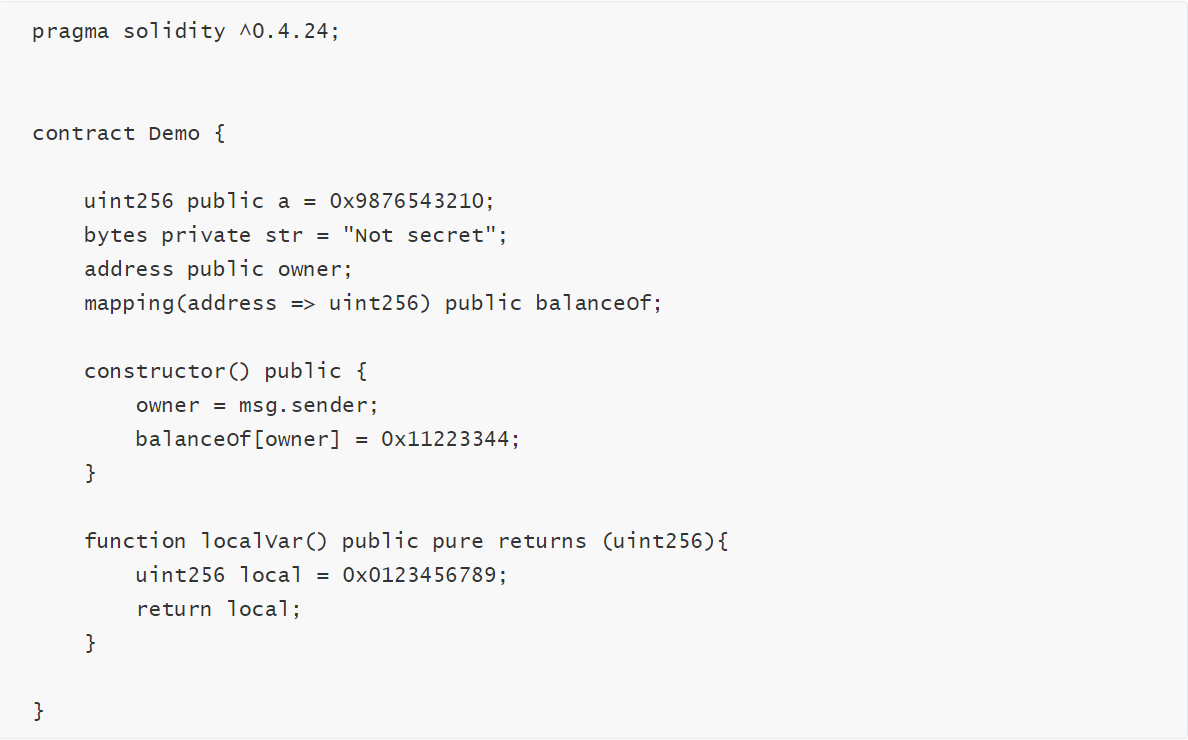 pragma solidity ^0.4.24;
contract Demo {
    uint256 public a = 0x9876543210;
    bytes private str = "Not secret";
    address public owner;
    mapping(address => uint256) public balanceOf;
    constructor() public {
        owner = msg.sender;
        balanceOf[owner] = 0x11223344;
    }
    function localVar() public pure returns (uint256){
        uint256 local = 0x0123456789;
        return local;
    }
}